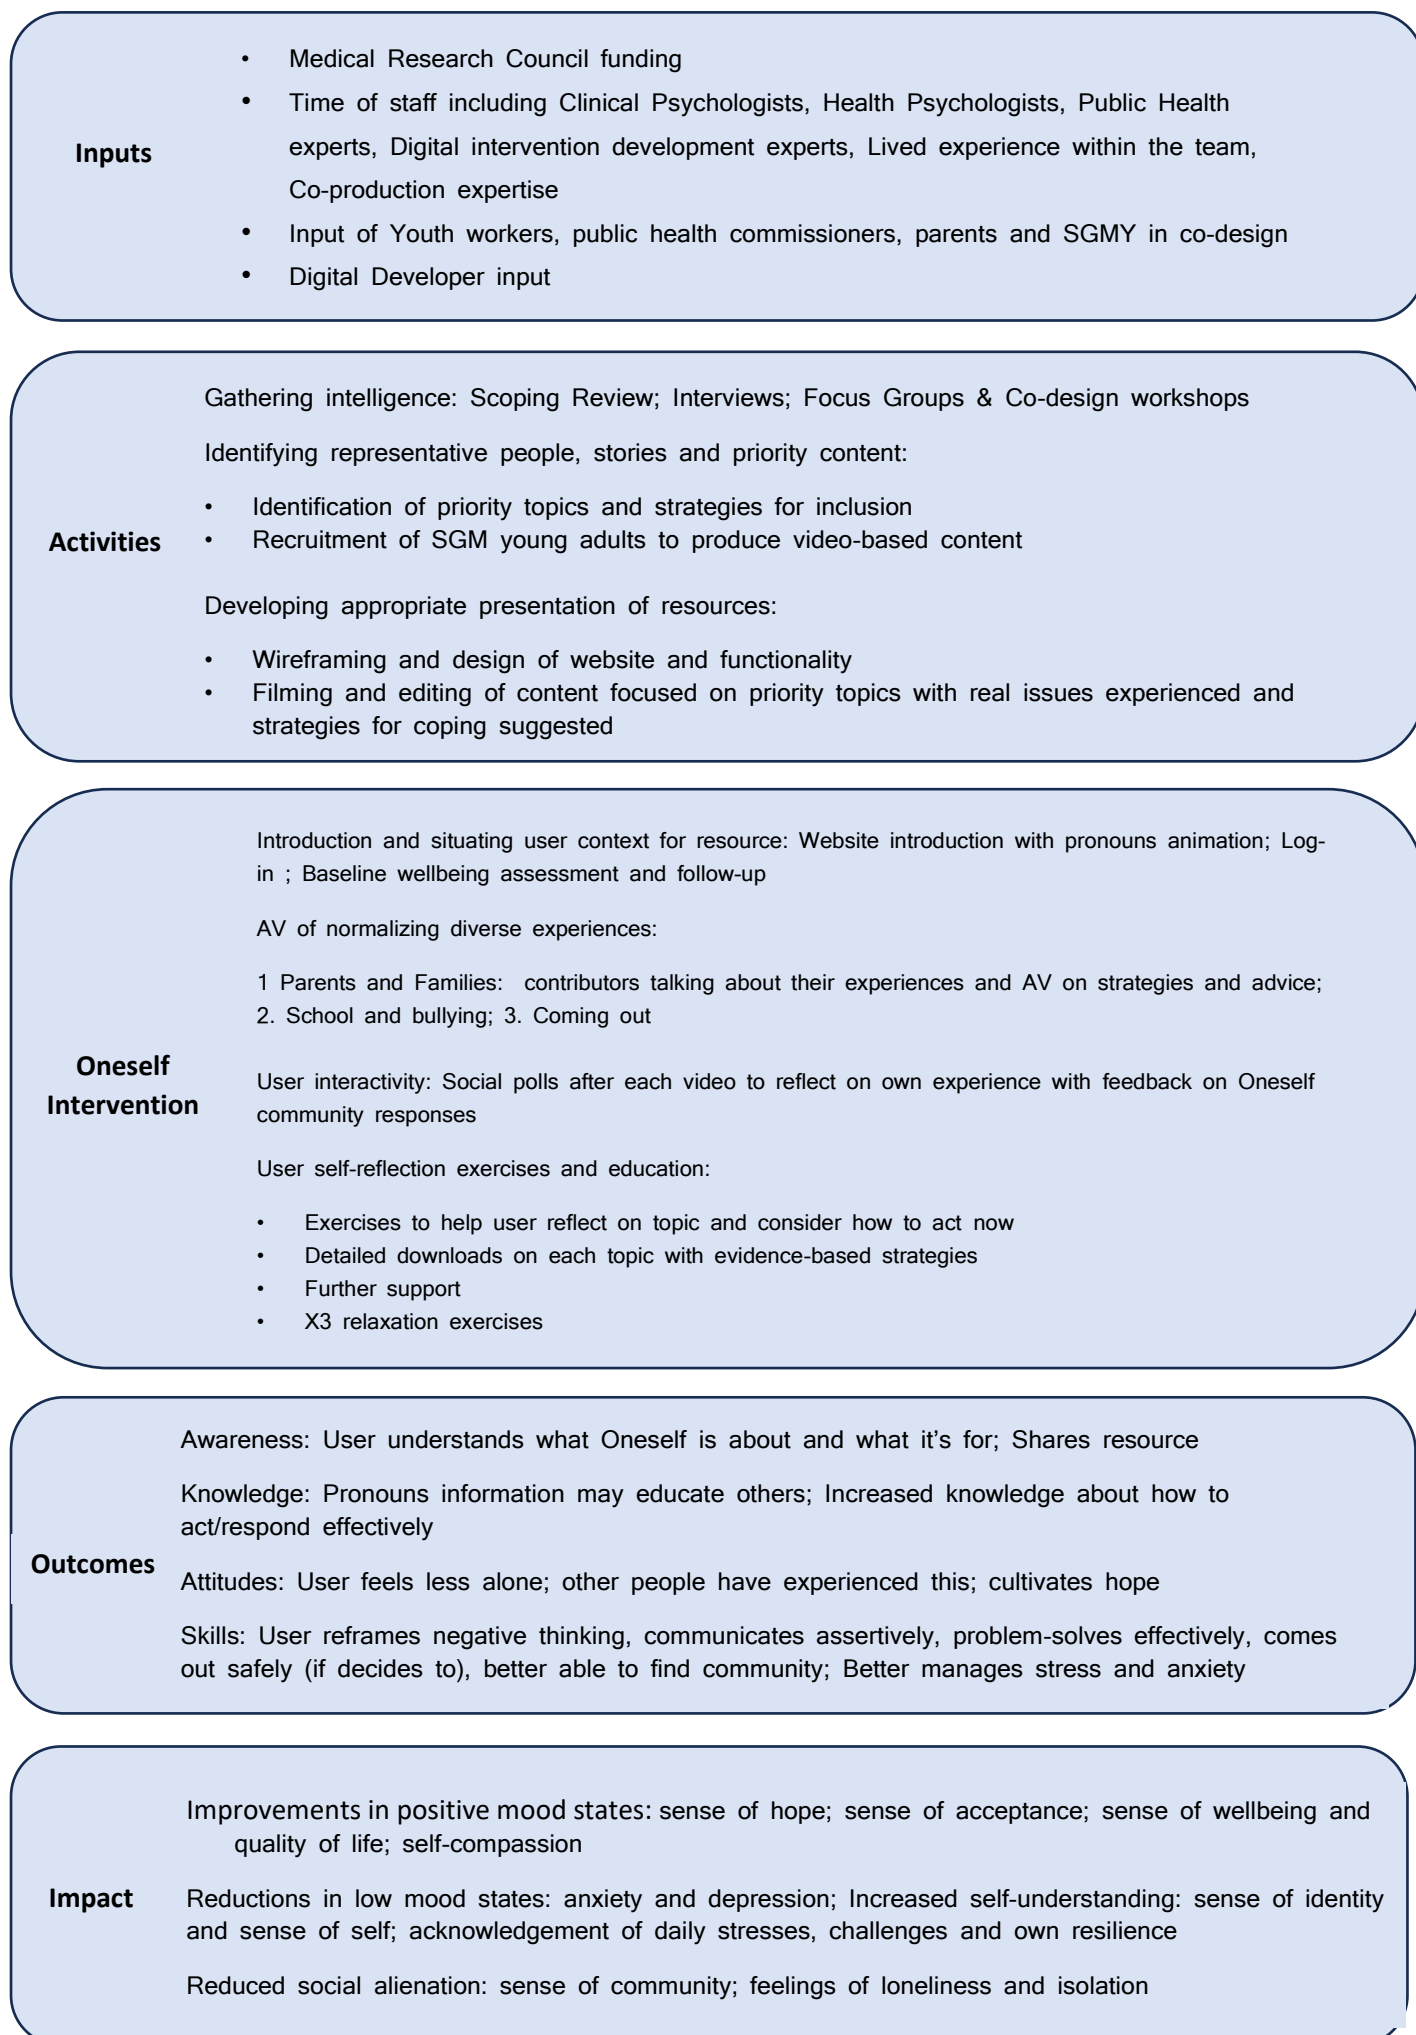 Inputs
• Medical Research Council funding
• Time of staff including Clinical Psychologists, Health Psychologists, Public Health
experts, Digital intervention development experts, Lived experience within the team,
Co-production expertise
• Input of Youth workers, public health commissioners, parents and SGMY in co-design
• Digital Developer input
Activities
Gathering intelligence: Scoping Review; Interviews; Focus Groups & Co-design workshops
Identifying representative people, stories and priority content:
• Identification of priority topics and strategies for inclusion
• Recruitment of SGM young adults to produce video-based content
Developing appropriate presentation of resources:
• Wireframing and design of website and functionality
• Filming and editing of content focused on priority topics with real issues experienced and
strategies for coping suggested
Oneself
Intervention
Introduction and situating user context for resource: Website introduction with pronouns animation; Log-
in ; Baseline wellbeing assessment and follow-up
AV of normalizing diverse experiences:
1 Parents and Families: contributors talking about their experiences and AV on strategies and advice;
2. School and bullying; 3. Coming out
User interactivity: Social polls after each video to reflect on own experience with feedback on Oneself
community responses
User self-reflection exercises and education:
• Exercises to help user reflect on topic and consider how to act now
• Detailed downloads on each topic with evidence-based strategies
• Further support
• X3 relaxation exercises
Outcomes
Awareness: User understands what Oneself is about and what it's for; Shares resource
Knowledge: Pronouns information may educate others; Increased knowledge about how to
act/respond effectively
Attitudes: User feels less alone; other people have experienced this; cultivates hope
Skills: User reframes negative thinking, communicates assertively, problem-solves effectively, comes
out safely (if decides to), better able to find community; Better manages stress and anxiety
Impact
Improvements in positive mood states: sense of hope; sense of acceptance; sense of wellbeing and
quality of life; self-compassion
Reductions in low mood states: anxiety and depression; Increased self-understanding: sense of identity
and sense of self; acknowledgement of daily stresses, challenges and own resilience
Reduced social alienation: sense of community; feelings of loneliness and isolation